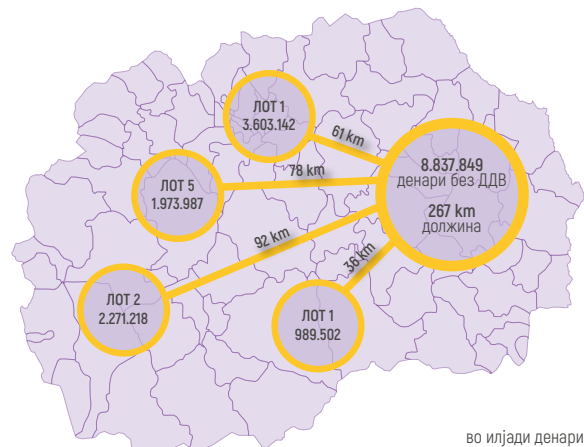 ЛОТ 1
3.603.142
61 km
8.837.849
денари без ДДВ
267 km
должина
78 km
ЛОТ 5
1.973.987
92 km
36 km
ЛОТ 2
2.271.218
ЛОТ 1
989.502
во илјади денари